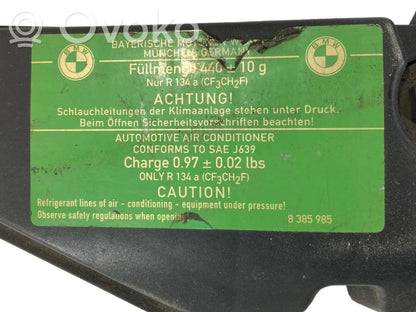 Ovoko
BMW
BMW
BAYERISCHE
MÜNCHEN, GERMANY
Füllmenge 440 ± 10 g
Nur R 134 a (CF3CH2F)
ACHTUNG!
Schlauchleitungen der Klimaanlage stehen unter Druck.
Beim Öffnen Sicherheitsvorschriften beachten!
AUTOMOTIVE AIR CONDITIONER
CONFORMS TO SAE J639
Charge 0.97 ± 0.02 lbs
ONLY R 134 a (CF3CH2F)
CAUTION!
Refrigerant lines of air - conditioning - equipment under pressure!
Observe safety regulations when opening
8 385 985